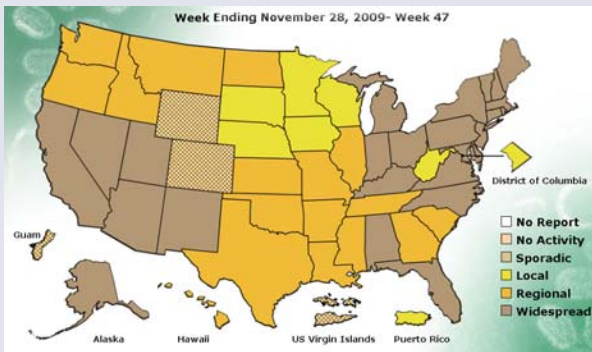 Week Ending November 28, 2009- Week 47
District of Columbia
No Report
No Activity
Sporadic
Local
Regional
Widespread
Guam
Alaska
Hawaii
US Virgin Islands
Puerto Rico